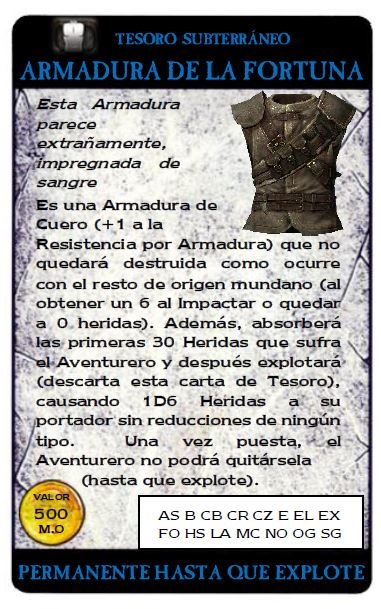 TESORO SUBTERRÁNEO
ARMADURA DE LA FORTUNA
Esta Armadura
parece
extrañamente,
impregnada de
sangre
Es una Armadura de
Cuero (+1 a la
Resistencia por Armadura) que no
quedará destruida como ocurre
con el resto de origen mundano (al
obtener un 6 al Impactar o quedar
a 0 heridas). Además, absorberá
las primeras 30 Heridas que sufra
el Aventurero y después explotará
(descarta esta carta de Tesoro),
causando 1D6 Heridas a su
portador sin reducciones de ningún
tipo. Una vez puesta, el
Aventurero no podrá quitársela
(hasta que explote).
VALOR
500
M.O
AS B CB CR CZ E EL EX
FO HS LA MC NO OG SG
PERMANENTE HASTA QUE EXPLOTE